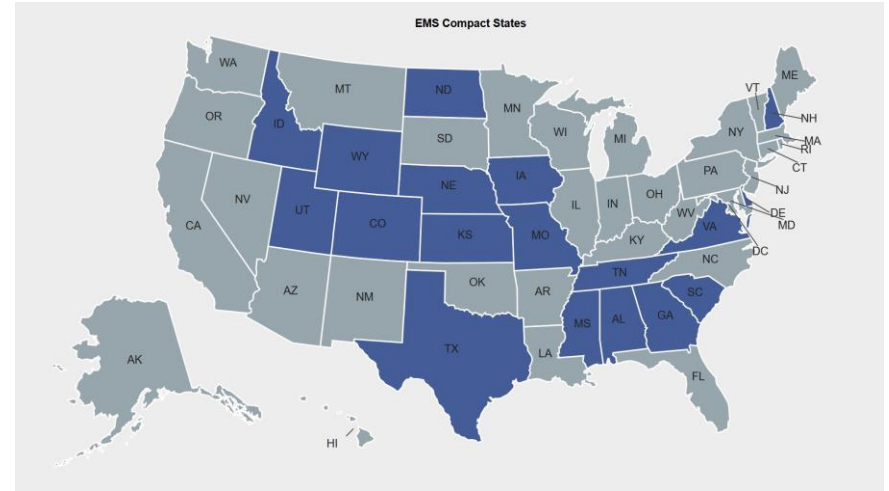 EMS Compact States
WA
MT
ND
MN
ME
VT
NH
OR
ID
SD
WI
MI
NY
MA
RI
CT
WY
PA
NJ
NV
UT
NE
IA
IL
IN
OH
WV
DE
MD
DC
CA
CO
KS
MO
KY
VA
AZ
NM
OK
AR
TN
NC
SC
TX
LA
MS
AL
GA
FL
AK
HI